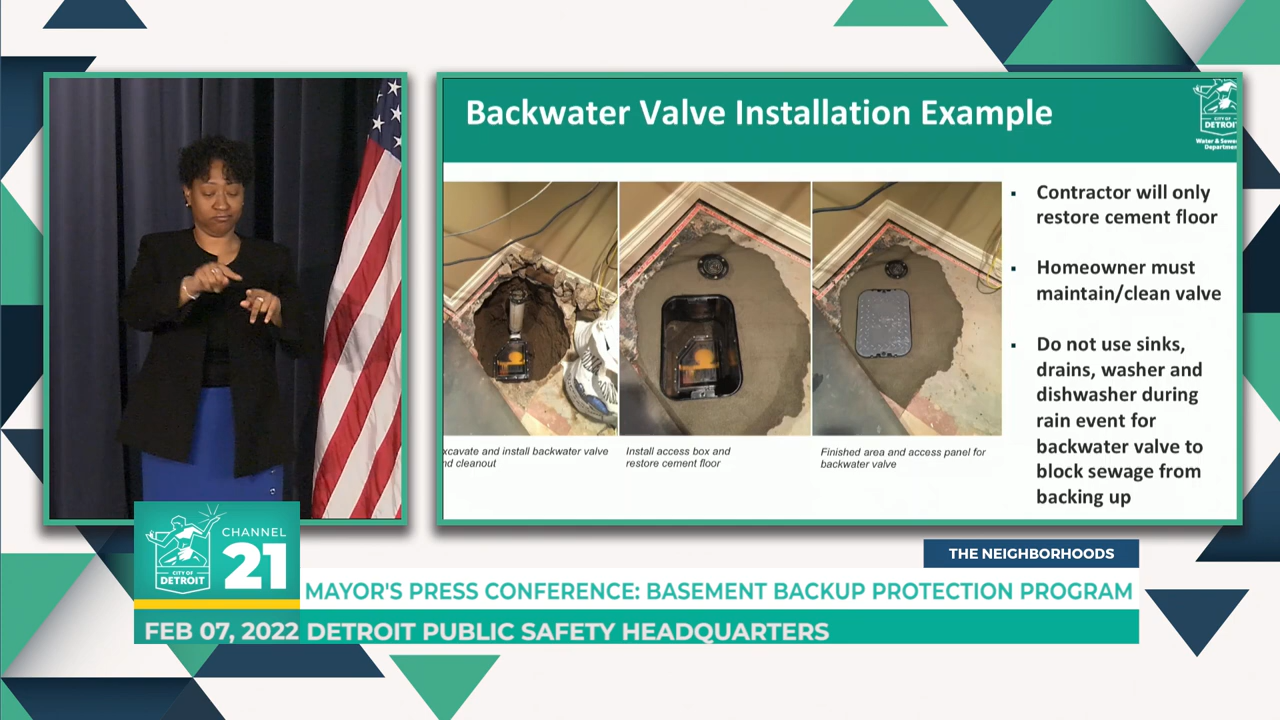 Backwater Valve Installation Example
CITY OF
DETROIT
Water &
Contractor will only
restore cement floor
Homeowner must
maintain/clean valve
Do not use sinks,
drains, washer and
dishwasher during
rain event for
backwater valve to
block sewage from
backing up
xcavate and install backwater valve
nd cleanout
Install access box and
restore cement floor
Finished area and access panel for
backwater valve
CITY OF
DETROIT
CHANNEL
21
THE NEIGHBORHOODS
MAYOR'S PRESS CONFERENCE: BASEMENT BACKUP PROTECTION PROGRAM
FEB 07, 2022 DETROIT PUBLIC SAFETY HEADQUARTERS